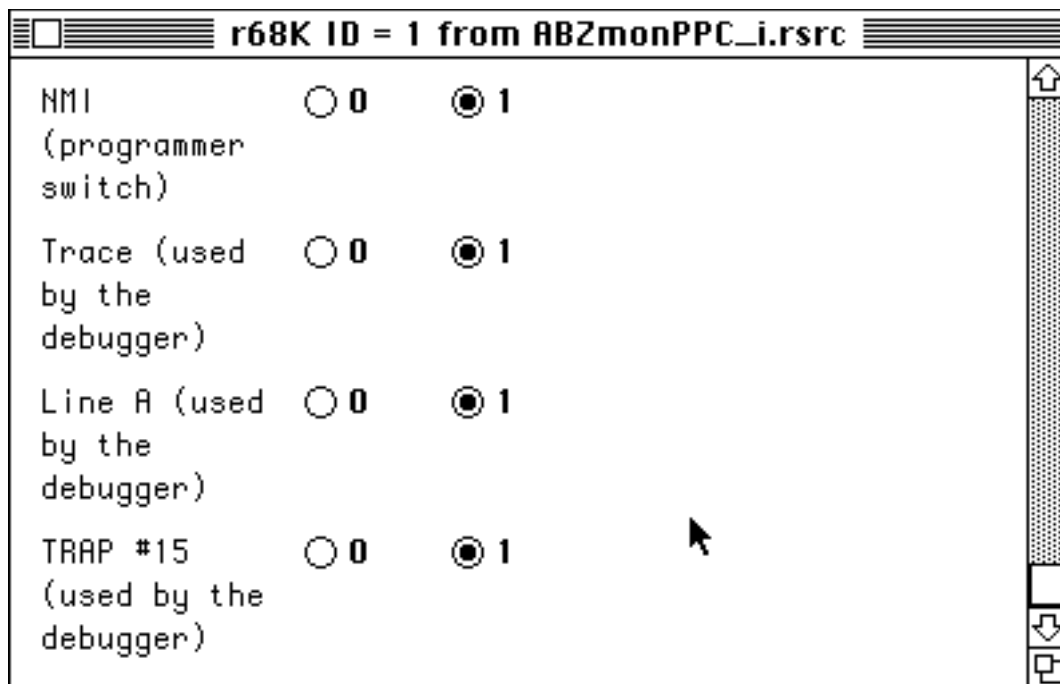 r68K ID = 1 from ABZmonPPC_i.rsrc
NMI 0 1
(programmer
switch)
Trace (used 0 1
by the
debugger)
Line A (used 0 1
by the
debugger)
TRAP #15 0 1
(used by the
debugger)